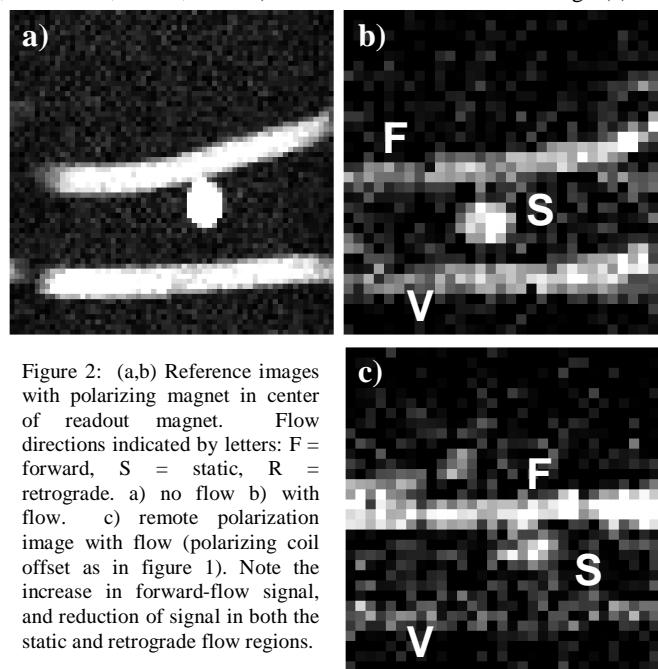 a)
b)
F
S
V
Figure 2: (a,b) Reference images
with polarizing magnet in center
of readout magnet. Flow
directions indicated by letters: F =
forward, S = static, R =
retrograde. a) no flow b) with
flow. c) remote polarization
image with flow (polarizing coil
offset as in figure 1). Note the
increase in forward-flow signal,
and reduction of signal in both the
static and retrograde flow regions.
c)
F
S
V